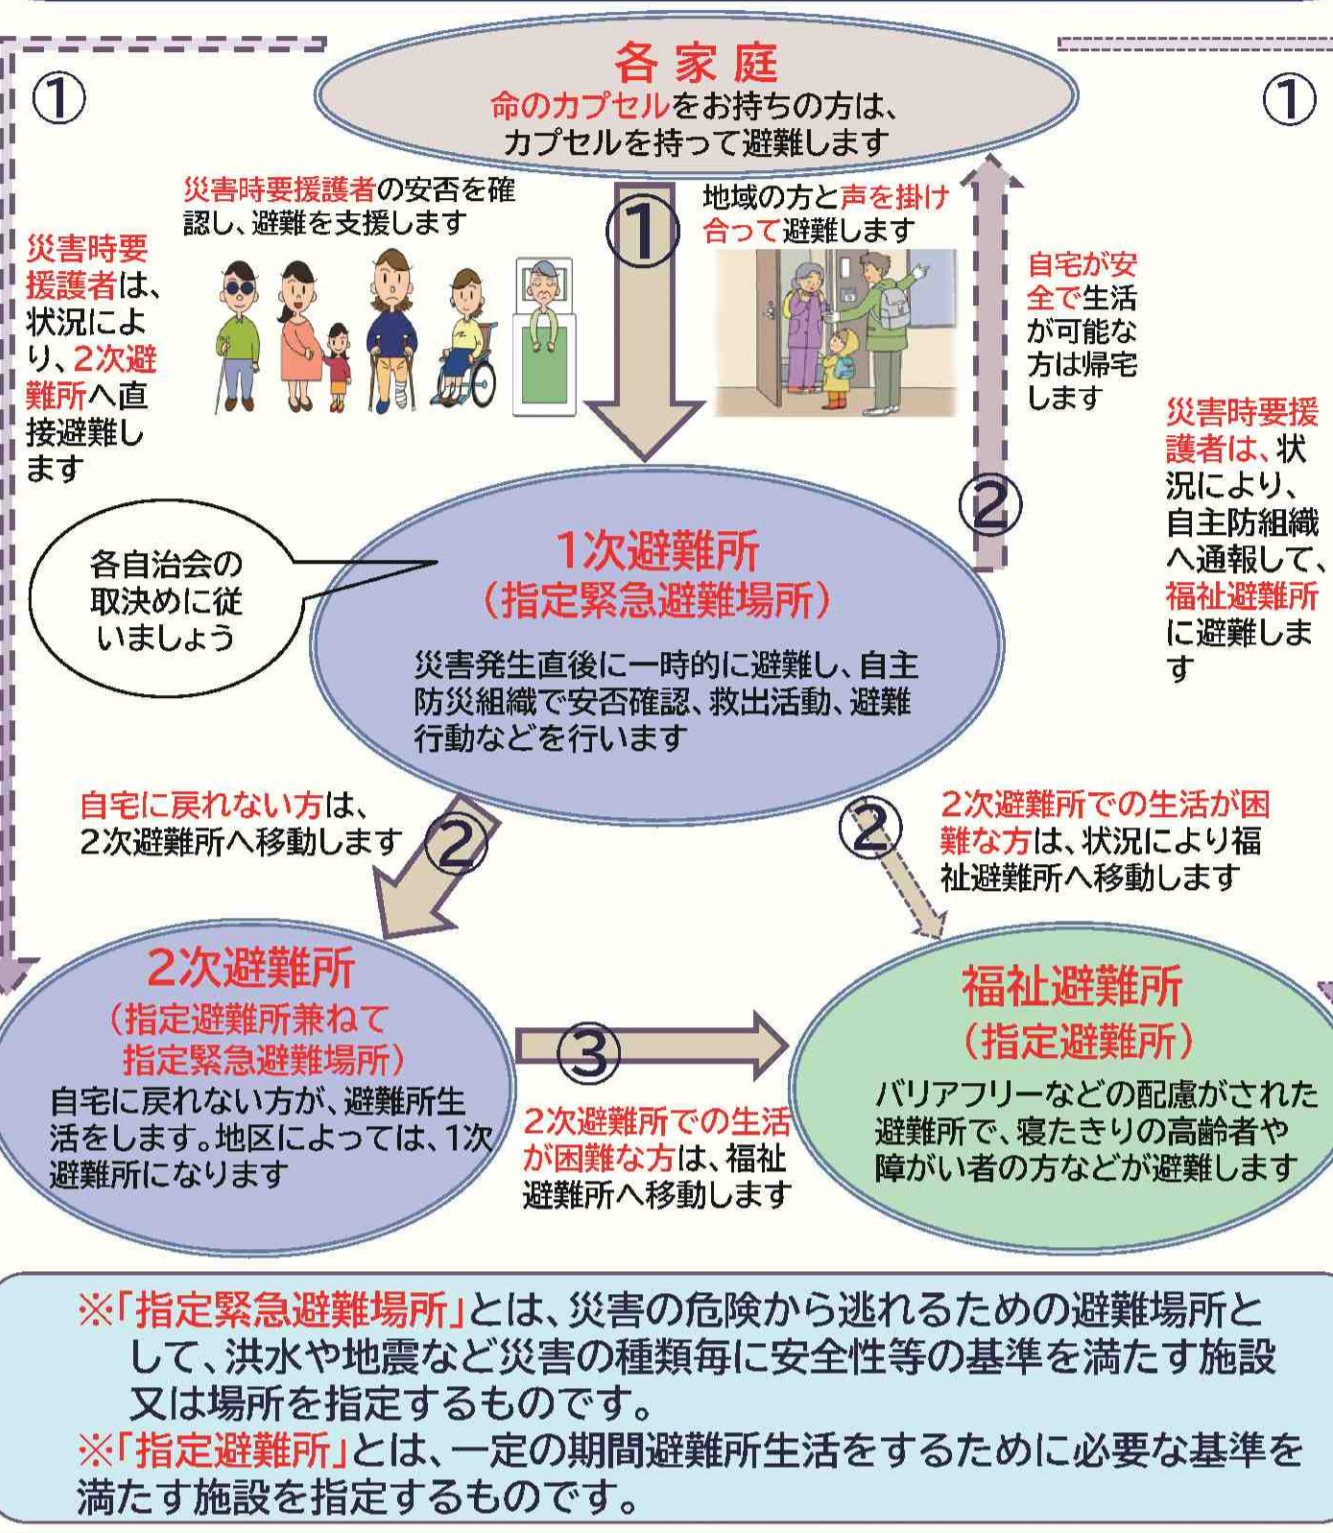 各家庭
命のカプセルをお持ちの方は、
カプセルを持って避難します
①
①
災害時要援護者の安否を確
認し、避難を支援します
①
地域の方と声を掛け
合って避難します
災害時要
援護者は、
状況によ
り、2次避
難所へ直
接避難し
ます
自宅が安
全で生活
が可能な
方は帰宅
します
②
災害時要援
護者は、状
況により、
自主防組織
へ通報して、
福祉避難所
に避難しま
す
各自治会の
取決めに従
いましょう
1次避難所
(指定緊急避難場所)
災害発生直後に一時的に避難し、自主
防災組織で安否確認、救出活動、避難
行動などを行います
自宅に戻れない方は、
2次避難所へ移動します
②
②
2次避難所での生活が困
難な方は、状況により福
祉避難所へ移動します
2次避難所
(指定避難所兼ねて
指定緊急避難場所)
自宅に戻れない方が、避難所生
活をします。地区によっては、1次
避難所になります
③
2次避難所での生活
が困難な方は、福祉
避難所へ移動します
福祉避難所
(指定避難所)
バリアフリーなどの配慮がされた
避難所で、寝たきりの高齢者や
障がい者の方などが避難します
※「指定緊急避難場所」とは、災害の危険から逃れるための避難場所と
して、洪水や地震など災害の種類毎に安全性等の基準を満たす施設
又は場所を指定するものです。
※「指定避難所」とは、一定の期間避難所生活をするために必要な基準を
満たす施設を指定するものです。